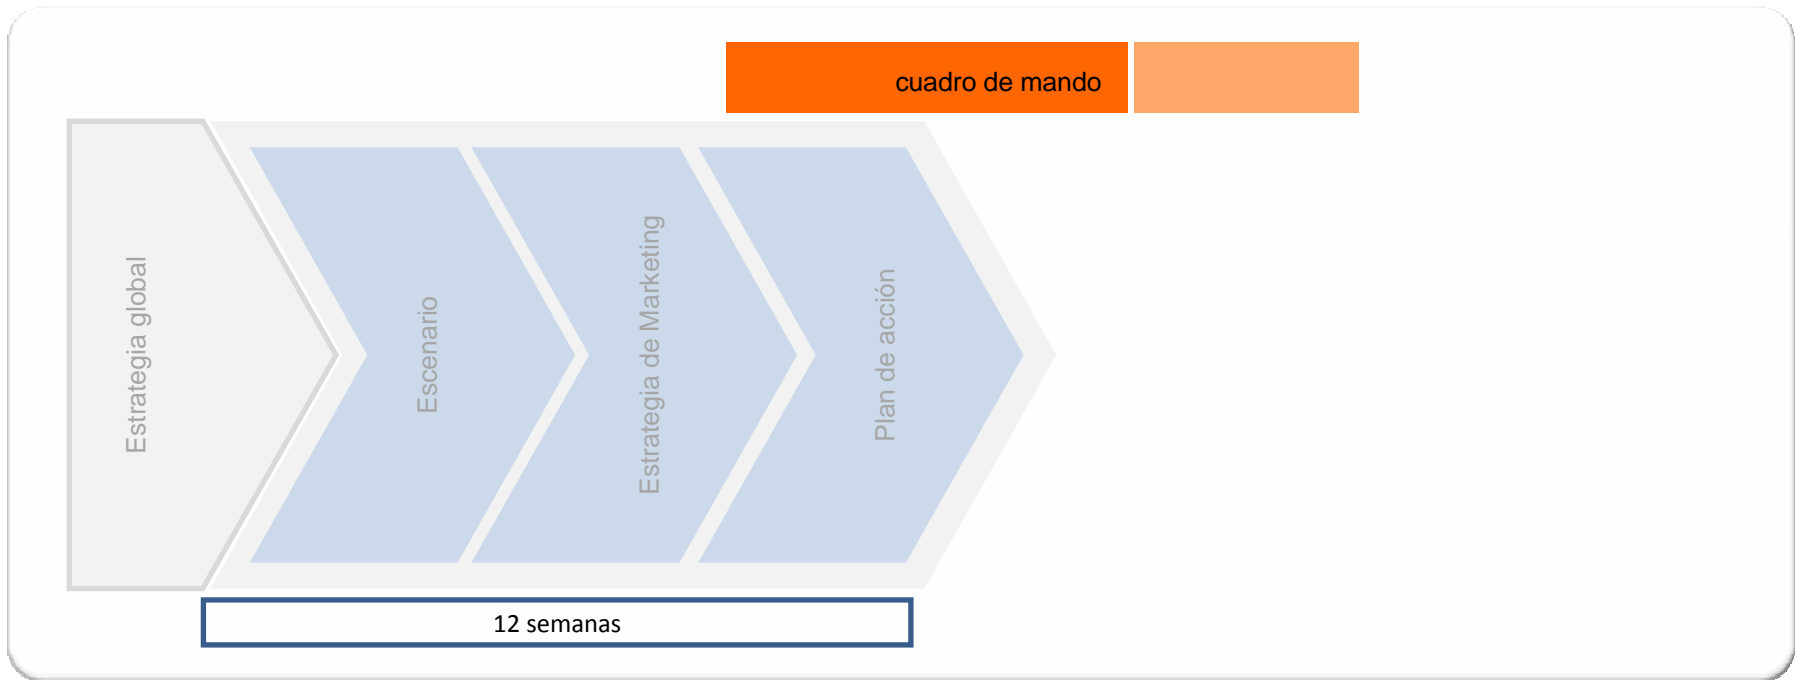 cuadro de mando
Estrategia global
Escenario
Estrategia de Marketing
Plan de acción
12 semanas